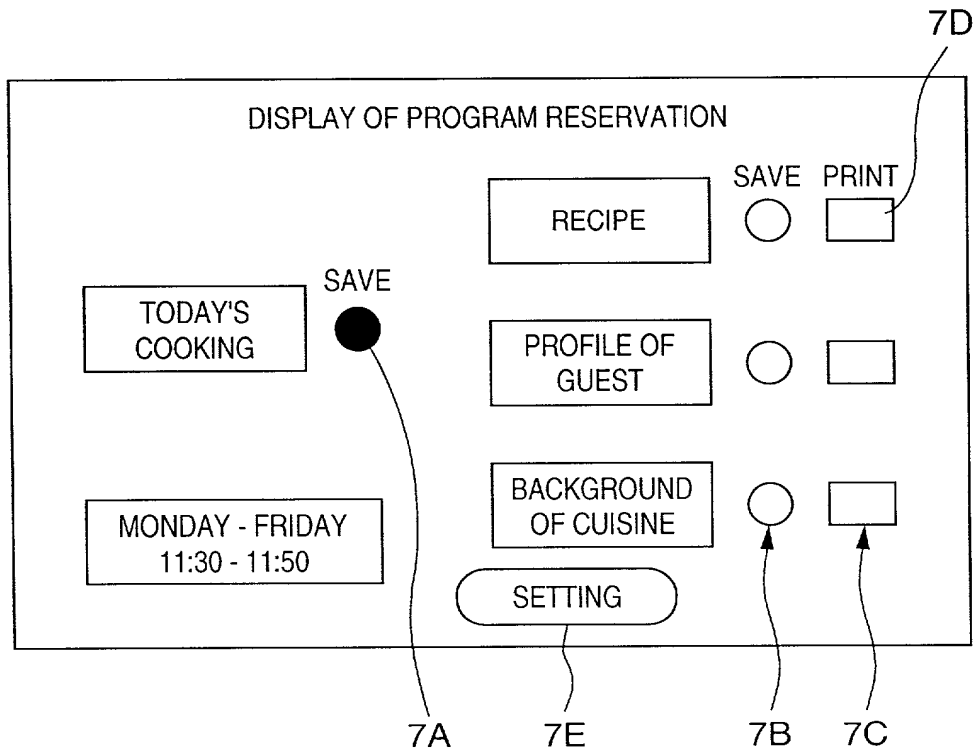 7D
DISPLAY OF PROGRAM RESERVATION
SAVE PRINT
RECIPE
SAVE
TODAY'S
COOKING
PROFILE OF
GUEST
BACKGROUND
OF CUISINE
MONDAY - FRIDAY
11:30 - 11:50
SETTING
7A 7E 7B 7C